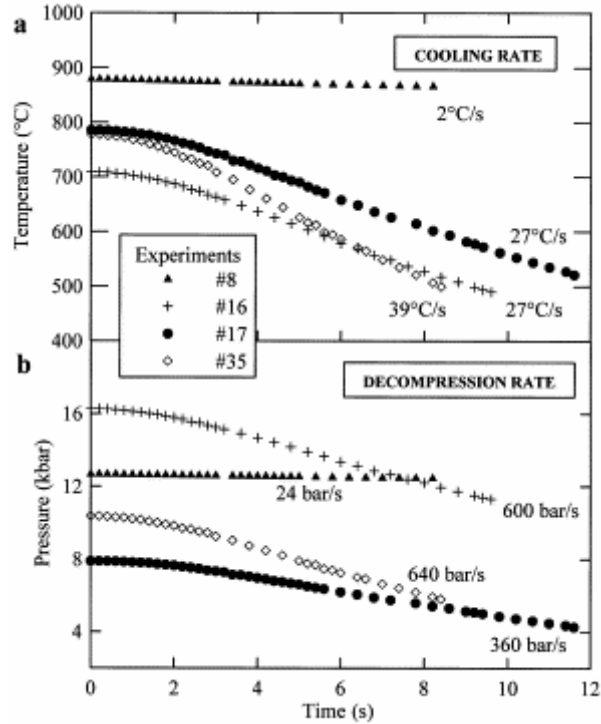 a
1000
900
800
700
600
500
400
Temperature (°C)
COOLING RATE
2°C/s
27°C/s
39°C/s
27°C/s
Experiments
#8
#16
#17
#35
b
DECOMPRESSION RATE
16
12
8
4
Pressure (kbar)
24 bar/s
600 bar/s
640 bar/s
360 bar/s
0 2 4 6 8 10 12
Time (s)